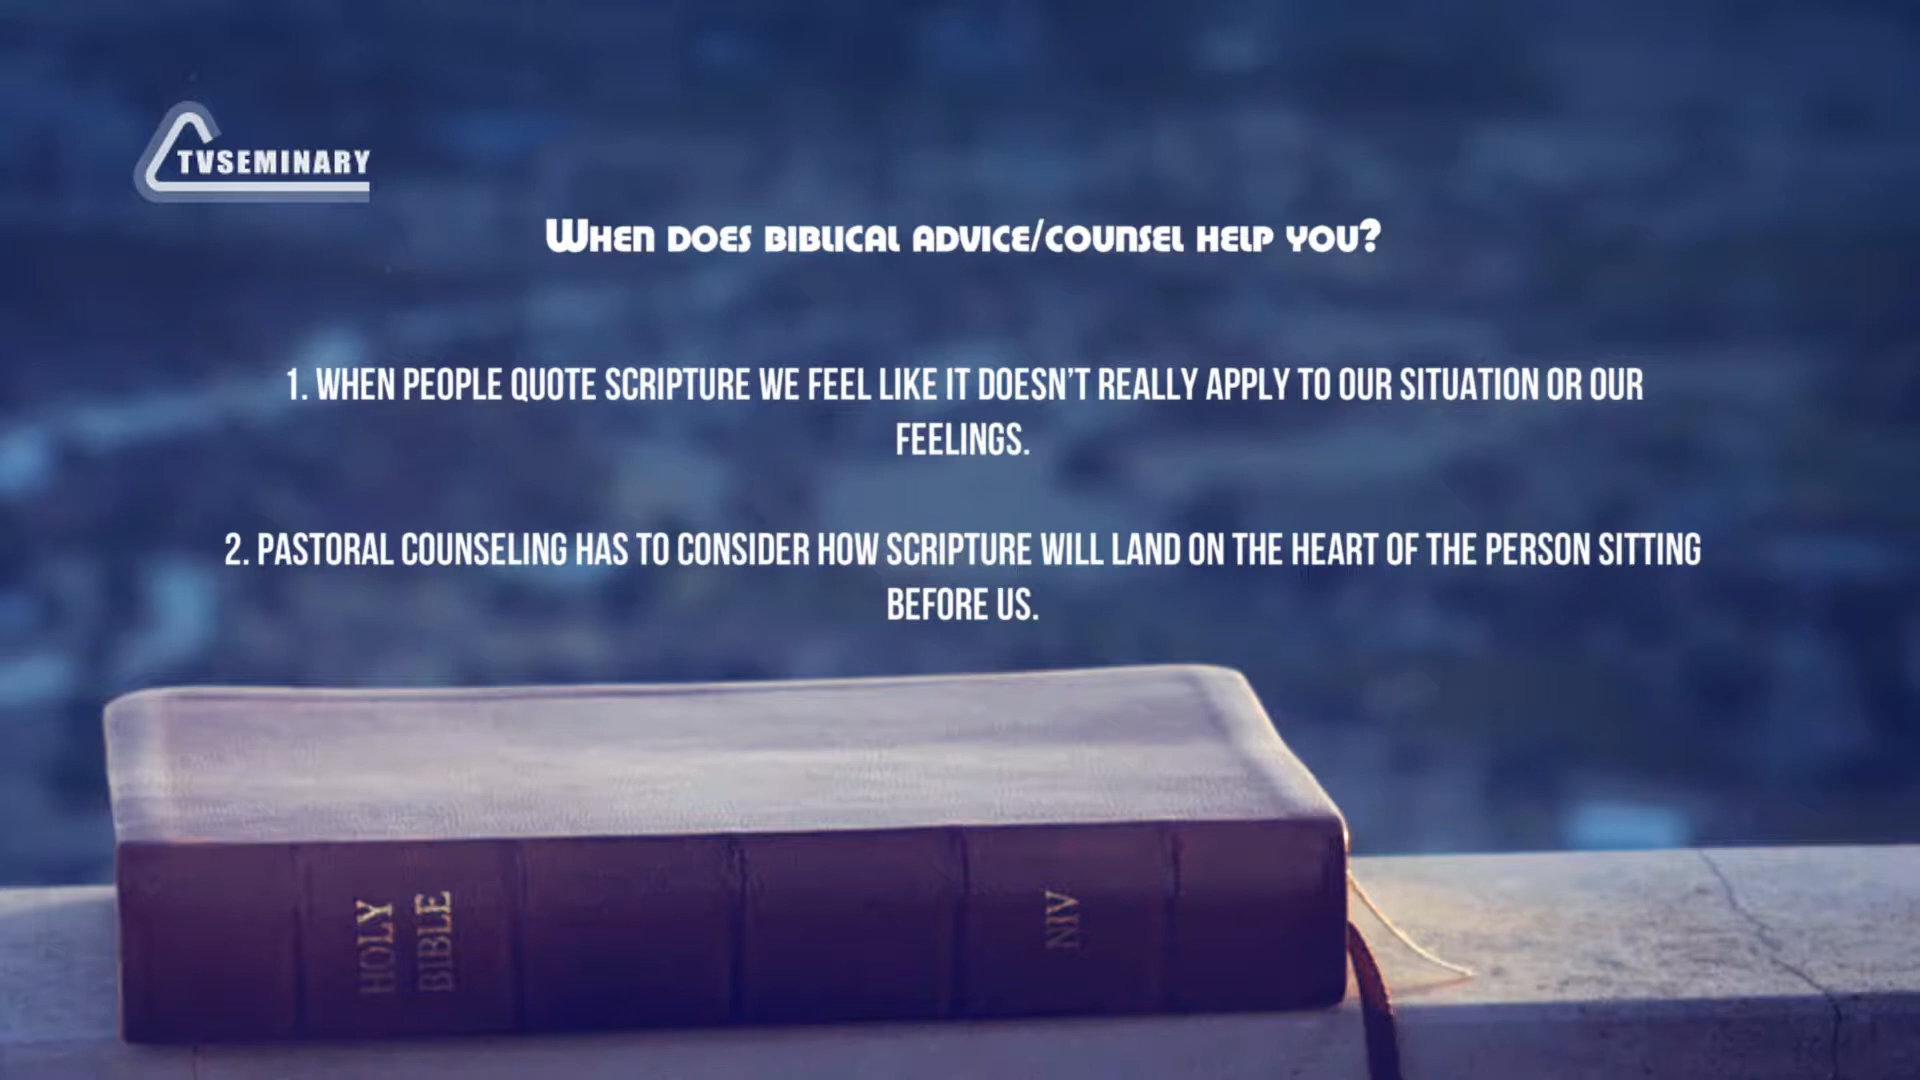 TVSEMINARY
When does biblical advice/counsel help you?
1. WHEN PEOPLE QUOTE SCRIPTURE WE FEEL LIKE IT DOESN'T REALLY APPLY TO OUR SITUATION OR OUR
FEELINGS.
2. PASTORAL COUNSELING HAS TO CONSIDER HOW SCRIPTURE WILL LAND ON THE HEART OF THE PERSON SITTING
BEFORE US.
HOLY
BIBLE
NIV